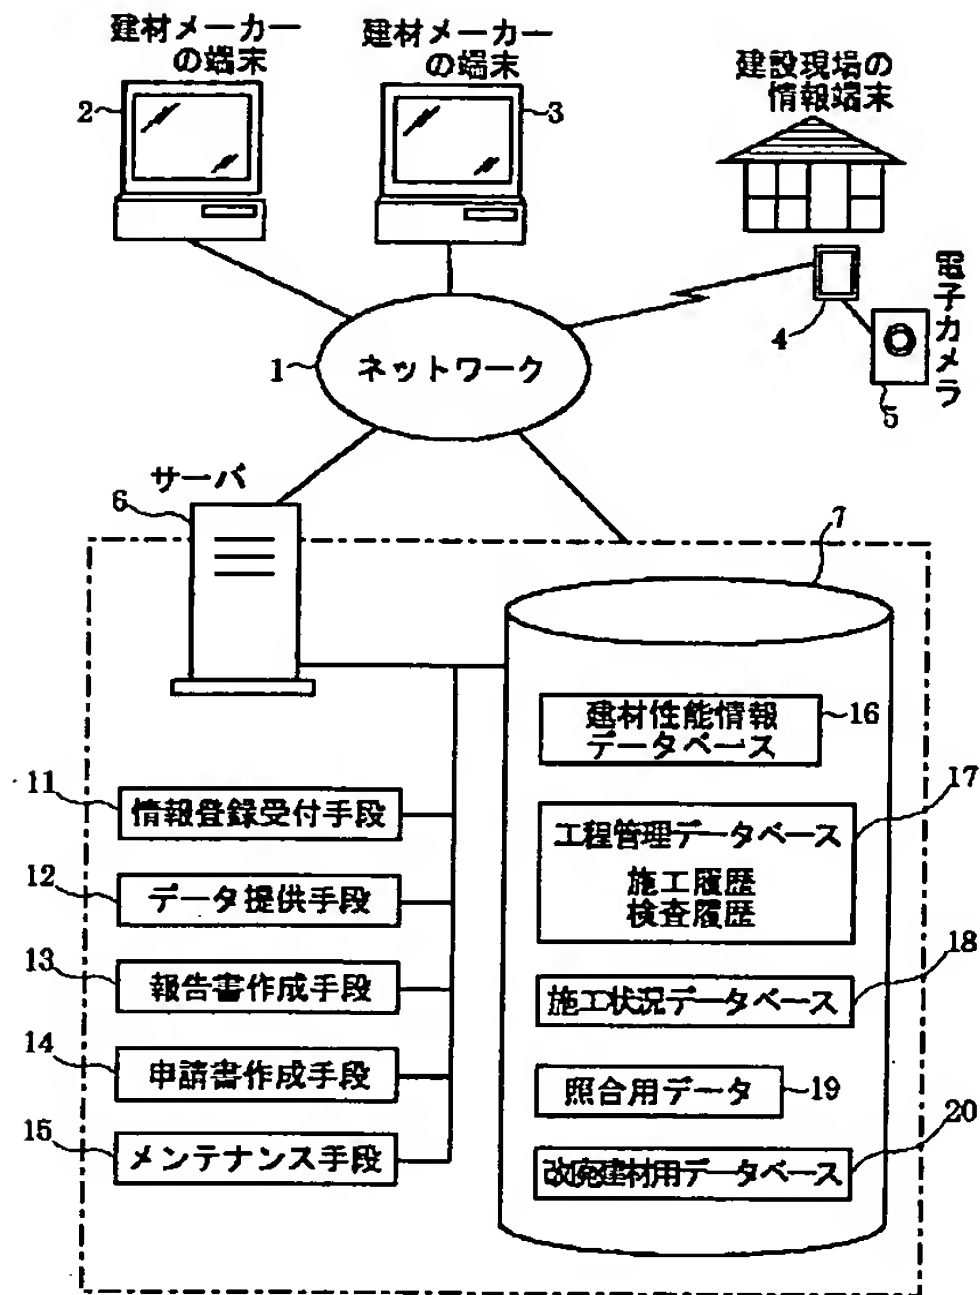 建材メーカー
の端末
建材メーカー
の端末
建設現場の
情報端末
2
3
電子カメラ
4
1
ネットワーク
5
サーバ
6
7
建材性能情報
データベース
16
17
11
情報登録受付手段
工程管理データベース
施工履歴
検査履歴
12
データ提供手段
18
13
報告書作成手段
施工状況データベース
14
申請書作成手段
照合用データ
19
20
15
メンテナンス手段
改廃建材用データベース